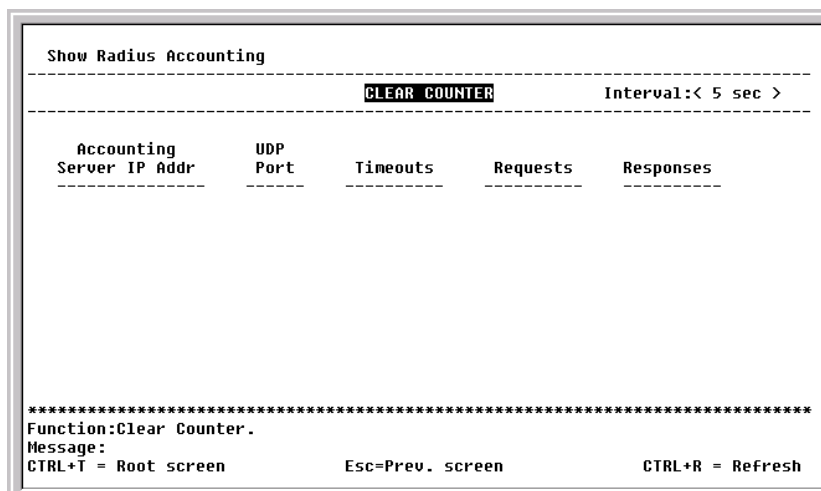 Show Radius Accounting
--------------------------------------------------------------------------------
CLEAR COUNTER Interval:< 5 sec >
--------------------------------------------------------------------------------
Accounting UDP
Server IP Addr Port Timeouts Requests Responses
--------------- ------ ---------- ---------- ----------
********************************************************************************
Function:Clear Counter.
Message:
CTRL+T = Root screen Esc=Prev. screen CTRL+R = Refresh